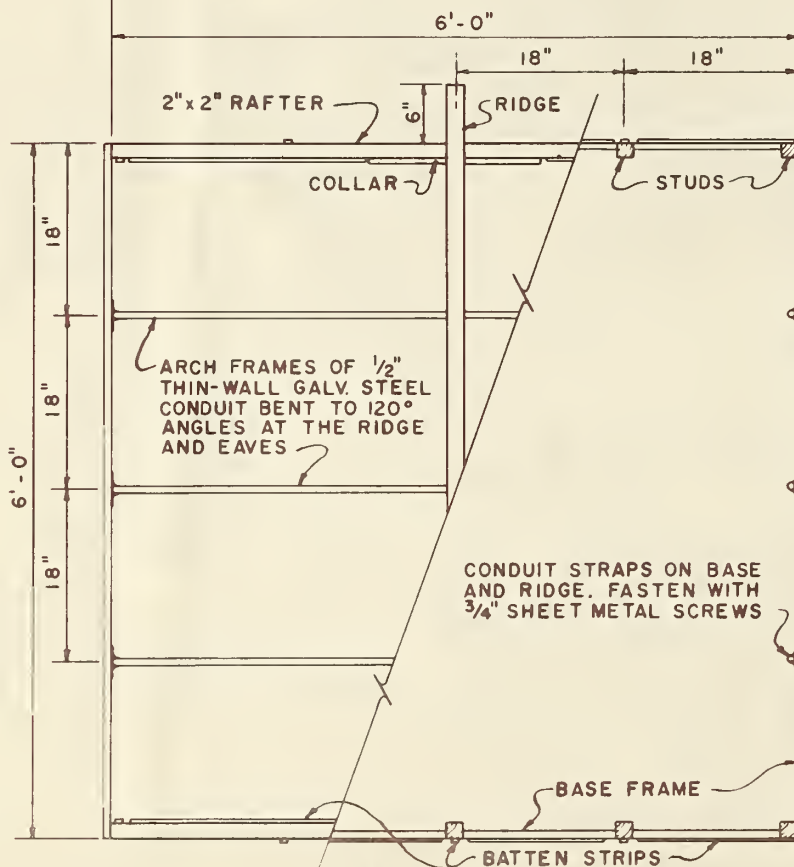 6'-0"
18"
18"
2" x 2" RAFTER
6"
RIDGE
COLLAR
STUDS
18"
ARCH FRAMES OF 1/2"
THIN-WALL GALV. STEEL
CONDUIT BENT TO 120°
ANGLES AT THE RIDGE
AND EAVES
18"
6'-0"
18"
CONDUIT STRAPS ON BASE
AND RIDGE. FASTEN WITH
3/4" SHEET METAL SCREWS
BASE FRAME
BATTEN STRIPS